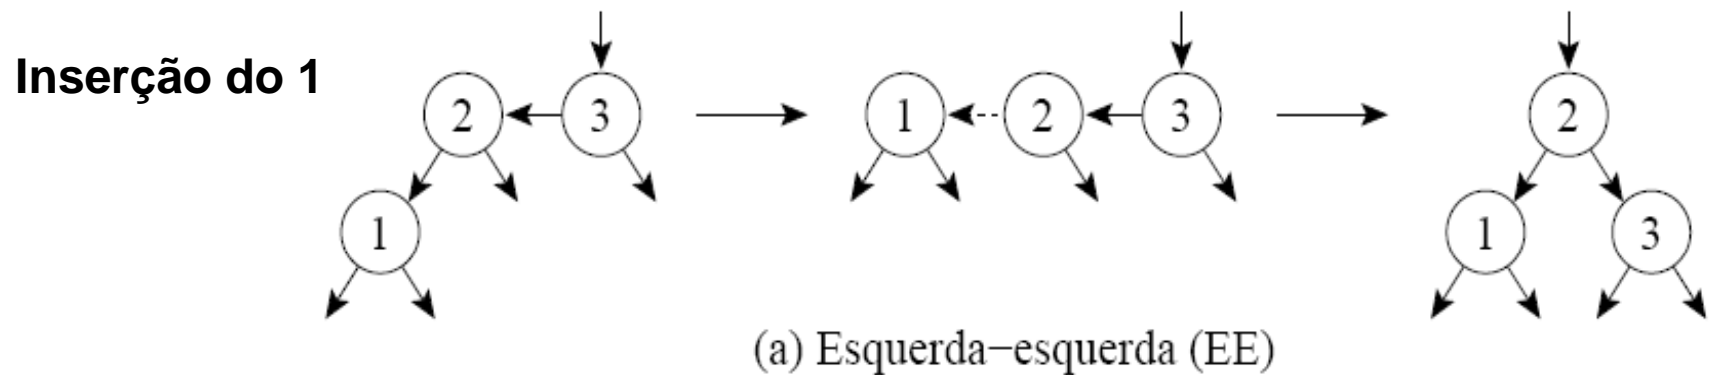 Inserção do 1
2 3 1 2 3 2
1 1 3
(a) Esquerda−esquerda (EE)